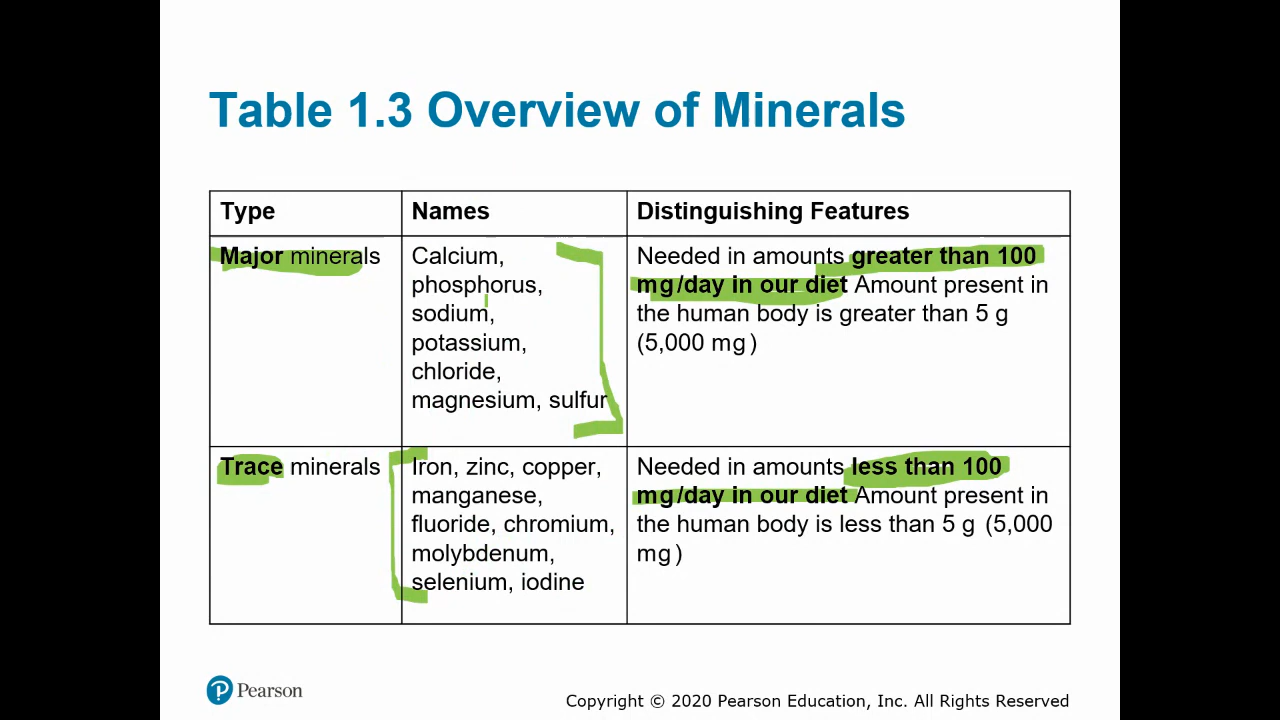 Table 1.3 Overview of Minerals
Type
Names
Distinguishing Features
Major minerals
Calcium,
phosphorus,
sodium,
potassium,
chloride,
magnesium, sulfur
Needed in amounts greater than 100
mg/day in our diet Amount present in
the human body is greater than 5 g
(5,000 mg)
Trace minerals
Iron, zinc, copper,
manganese,
fluoride, chromium,
molybdenum,
selenium, iodine
Needed in amounts less than 100
mg/day in our diet Amount present in
the human body is less than 5 g (5,000
mg)
P Pearson
Copyright © 2020 Pearson Education, Inc. All Rights Reserved